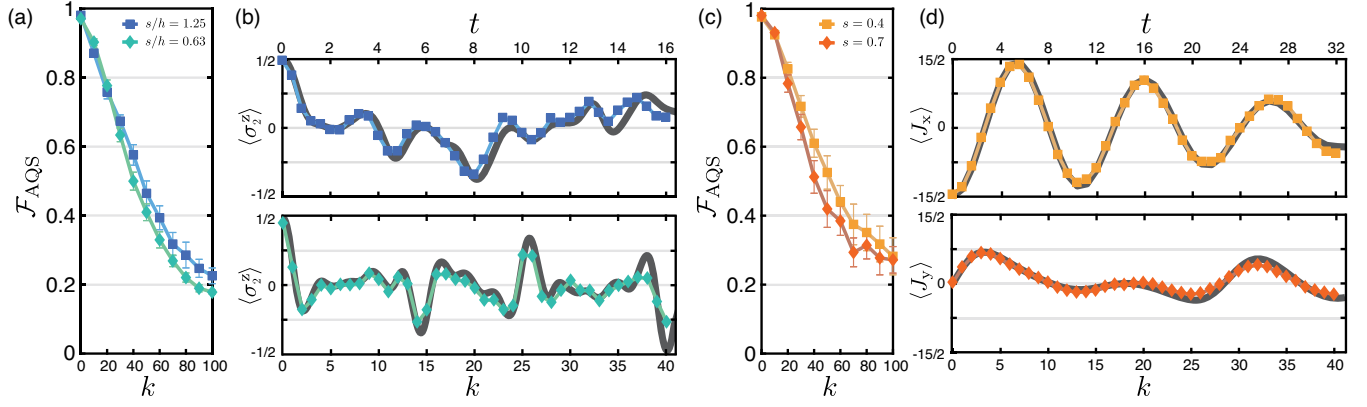 (a)
1
0.8
0.6
0.4
0.2
0
F_AQS
s/h = 1.25
s/h = 0.63
0 20 40 60 80 100
k
(b)
t
0 2 4 6 8 10 12 14 16
1/2
0
-1/2
⟨σ₂ᶻ⟩
1/2
0
-1/2
⟨σ₂ᶻ⟩
0 5 10 15 20 25 30 35 40
k
(c)
1
0.8
0.6
0.4
0.2
0
F_AQS
s = 0.4
s = 0.7
0 20 40 60 80 100
k
(d)
t
0 4 8 12 16 20 24 28 32
15/2
0
-15/2
⟨Jₓ⟩
15/2
0
-15/2
⟨J_y⟩
0 5 10 15 20 25 30 35 40
k